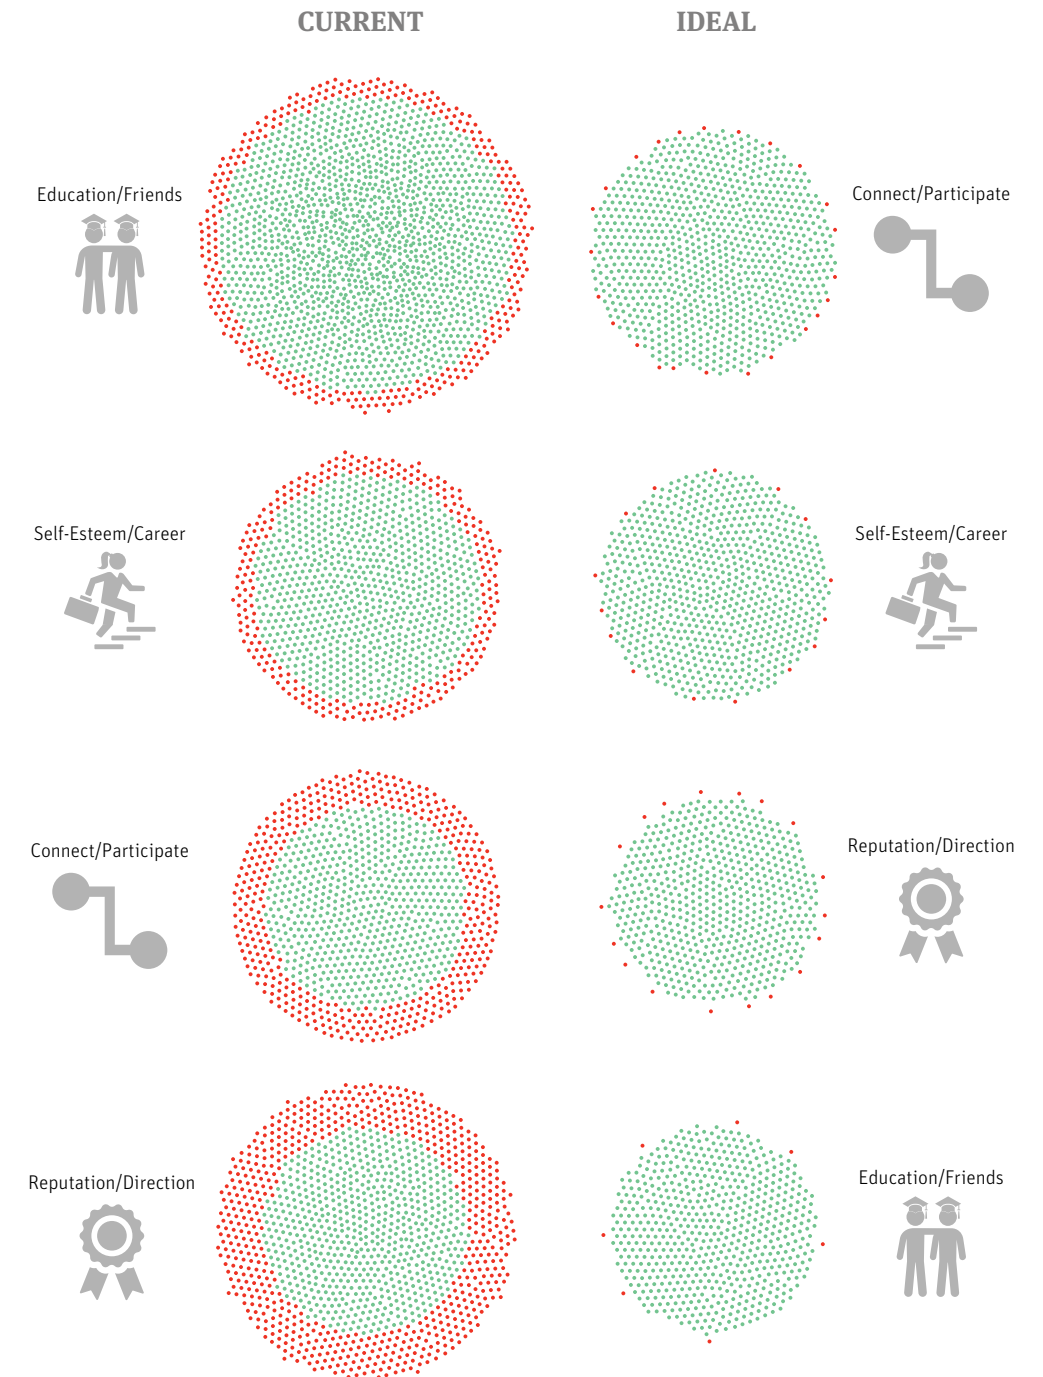 CURRENT
IDEAL
Education/Friends
Connect/Participate
Self-Esteem/Career
Self-Esteem/Career
Connect/Participate
Reputation/Direction
Reputation/Direction
Education/Friends